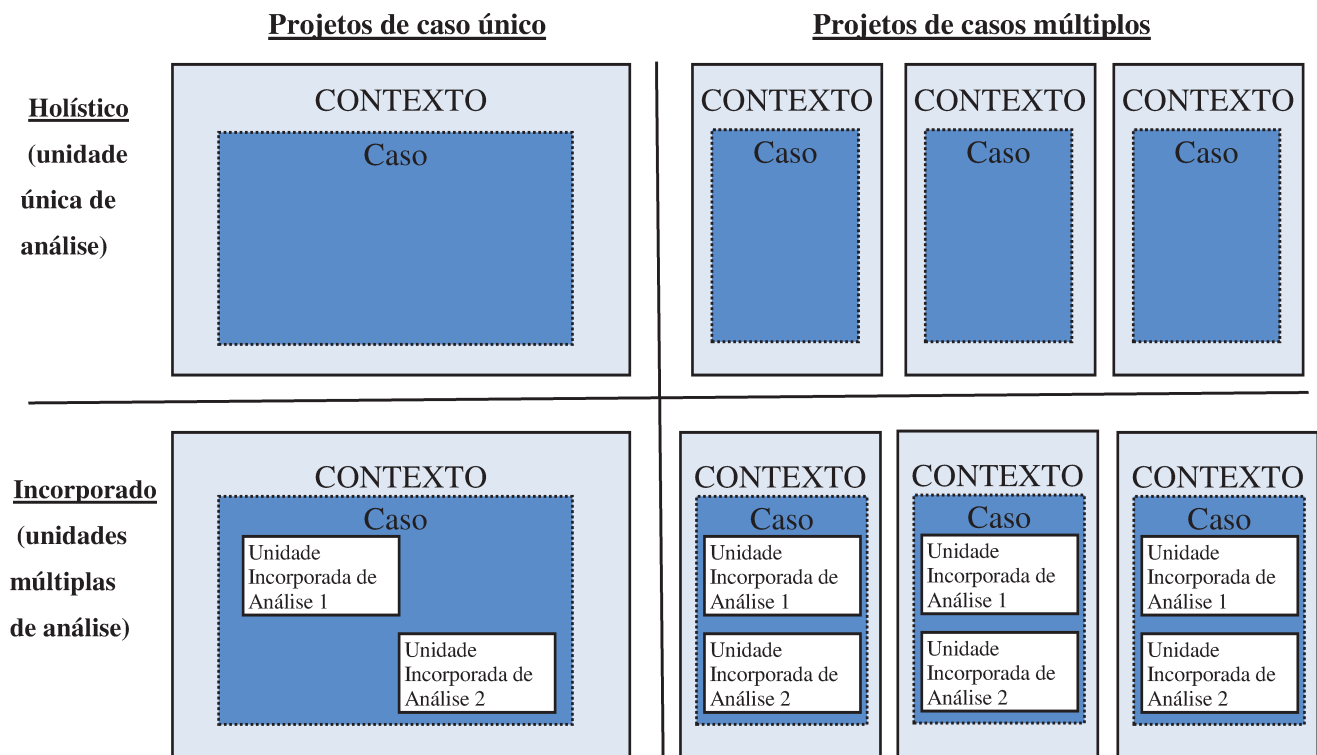 Projetos de caso único
Projetos de casos múltiplos
Holístico
(unidade
única de
análise)
CONTEXTO
Caso
CONTEXTO
Caso
CONTEXTO
Caso
CONTEXTO
Caso
Incorporado
(unidades
múltiplas
de análise)
CONTEXTO
Caso
Unidade
Incorporada de
Análise 1
Unidade
Incorporada de
Análise 2
CONTEXTO
Caso
Unidade
Incorporada de
Análise 1
Unidade
Incorporada de
Análise 2
CONTEXTO
Caso
Unidade
Incorporada de
Análise 1
Unidade
Incorporada de
Análise 2
CONTEXTO
Caso
Unidade
Incorporada de
Análise 1
Unidade
Incorporada de
Análise 2